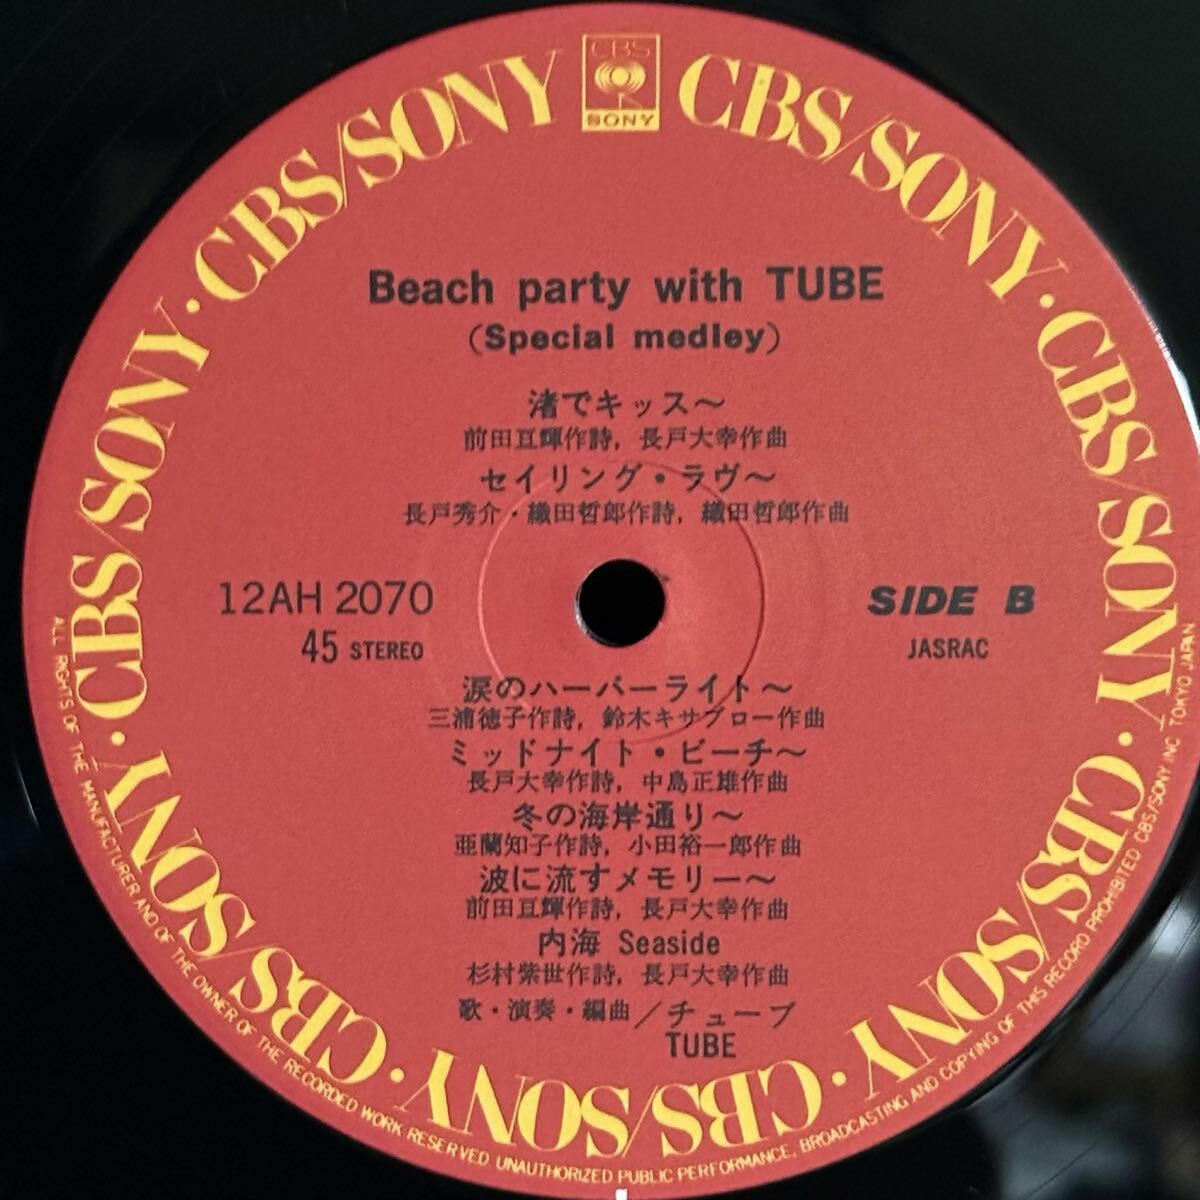 CBS
SONY
CBS/SONY · CBS/SONY · CBS/SONY · CBS/SONY · CBS/SONY · CBS/SONY · CBS/SONY · CBS/SONY · CBS/SONY
Beach party with TUBE
(Special medley)
渚でキッス〜
前田亘輝作詩, 長戸大幸作曲
セイリング・ラヴ〜
長戸秀介・織田哲郎作詩, 織田哲郎作曲
12AH 2070
45 STEREO
SIDE B
JASRAC
涙のハーバーライト〜
三浦徳子作詩, 鈴木キサブロー作曲
ミッドナイト・ビーチ〜
長戸大幸作詩, 中島正雄作曲
冬の海岸通り〜
亜蘭知子作詩, 小田裕一郎作曲
波に流すメモリー〜
前田亘輝作詩, 長戸大幸作曲
内海 Seaside
杉村紫世作詩, 長戸大幸作曲
歌・演奏・編曲/チューブ
TUBE
ALL RIGHTS OF THE MANUFACTURER AND OF THE OWNER OF THE RECORDED WORK RESERVED UNAUTHORIZED PUBLIC PERFORMANCE, BROADCASTING AND COPYING OF THIS RECORD PROHIBITED CBS/SONY INC TOKYO JAPAN